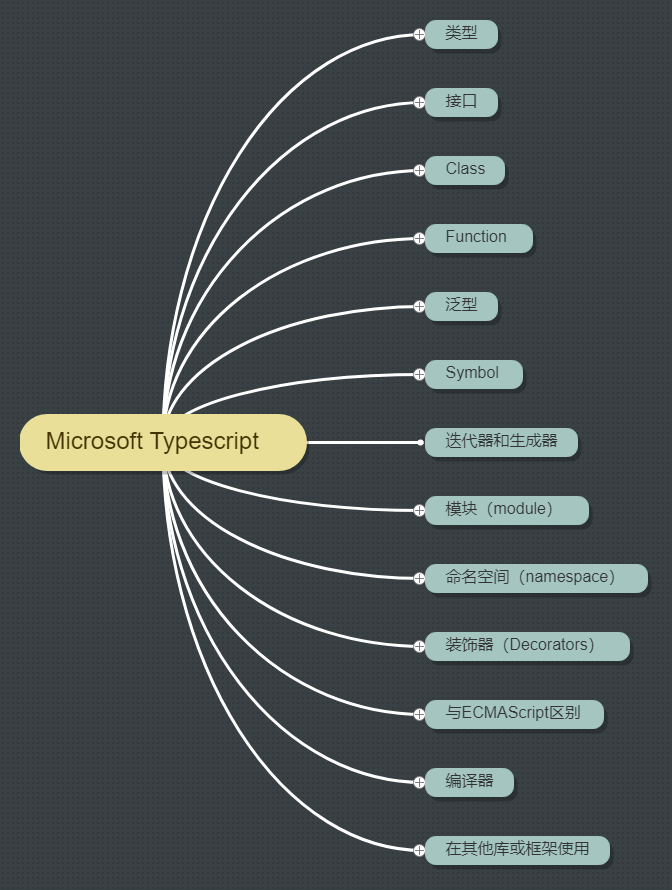 类型
接口
Class
Function
泛型
Symbol
Microsoft Typescript
迭代器和生成器
模块（module）
命名空间（namespace）
装饰器（Decorators）
与ECMAScript区别
编译器
在其他库或框架使用